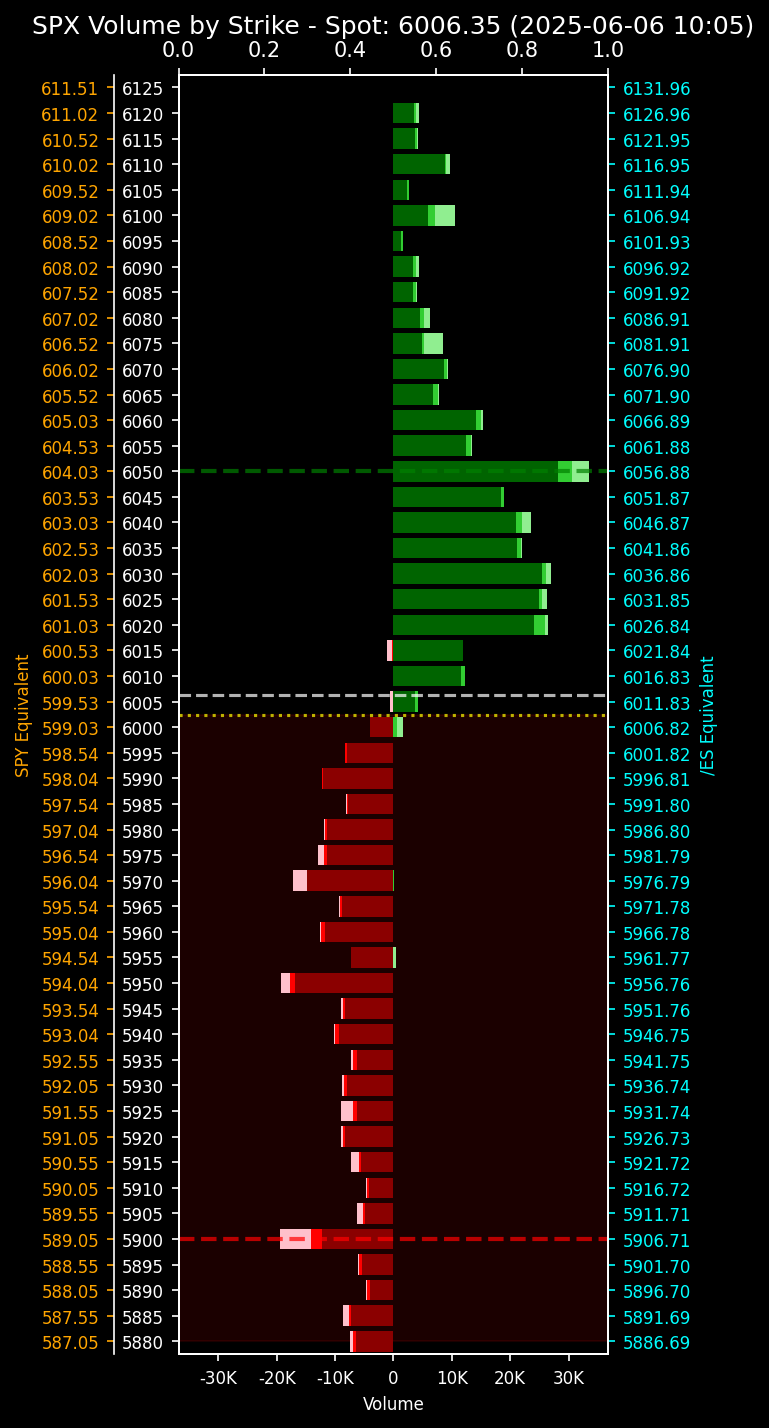 SPX Volume by Strike - Spot: 6006.35 (2025-06-06 10:05)
0.0 0.2 0.4 0.6 0.8 1.0
611.51 6125 6131.96
611.02 6120 6126.96
610.52 6115 6121.95
610.02 6110 6116.95
609.52 6105 6111.94
609.02 6100 6106.94
608.52 6095 6101.93
608.02 6090 6096.92
607.52 6085 6091.92
607.02 6080 6086.91
606.52 6075 6081.91
606.02 6070 6076.90
605.52 6065 6071.90
605.03 6060 6066.89
604.53 6055 6061.88
604.03 6050 6056.88
603.53 6045 6051.87
603.03 6040 6046.87
602.53 6035 6041.86
602.03 6030 6036.86
601.53 6025 6031.85
601.03 6020 6026.84
600.53 6015 6021.84
600.03 6010 6016.83
599.53 6005 6011.83
599.03 6000 6006.82
598.54 5995 6001.82
598.04 5990 5996.81
597.54 5985 5991.80
597.04 5980 5986.80
596.54 5975 5981.79
596.04 5970 5976.79
595.54 5965 5971.78
595.04 5960 5966.78
594.54 5955 5961.77
594.04 5950 5956.76
593.54 5945 5951.76
593.04 5940 5946.75
592.55 5935 5941.75
592.05 5930 5936.74
591.55 5925 5931.74
591.05 5920 5926.73
590.55 5915 5921.72
590.05 5910 5916.72
589.55 5905 5911.71
589.05 5900 5906.71
588.55 5895 5901.70
588.05 5890 5896.70
587.55 5885 5891.69
587.05 5880 5886.69
SPY Equivalent
/ES Equivalent
-30K -20K -10K 0 10K 20K 30K
Volume